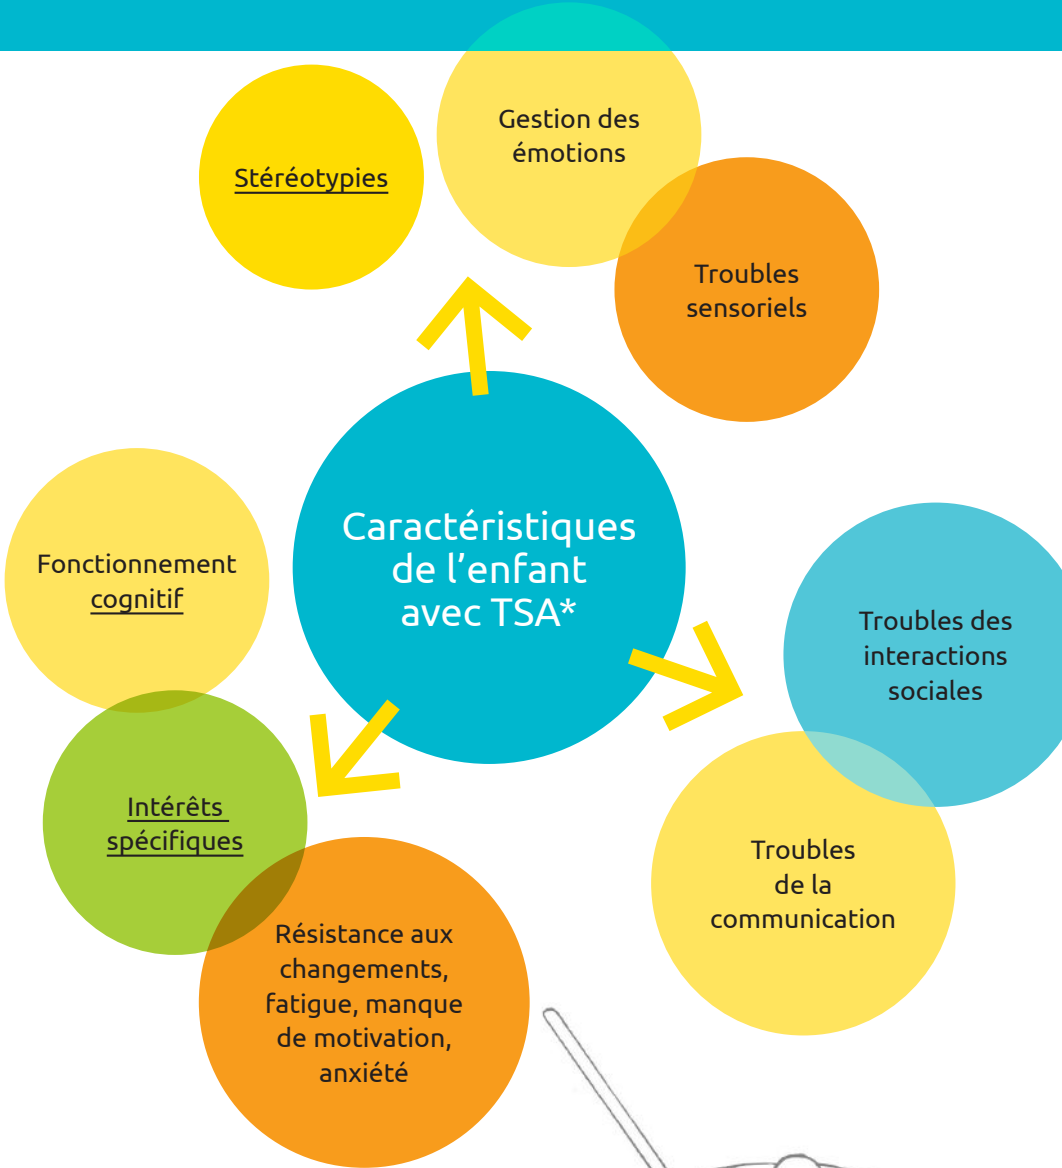 Gestion des
émotions
Stéréotypies
Troubles
sensoriels
Caractéristiques
de l’enfant
avec TSA*
Fonctionnement
cognitif
Troubles des
interactions
sociales
Intérêts
spécifiques
Troubles
de la
communication
Résistance aux
changements,
fatigue, manque
de motivation,
anxiété